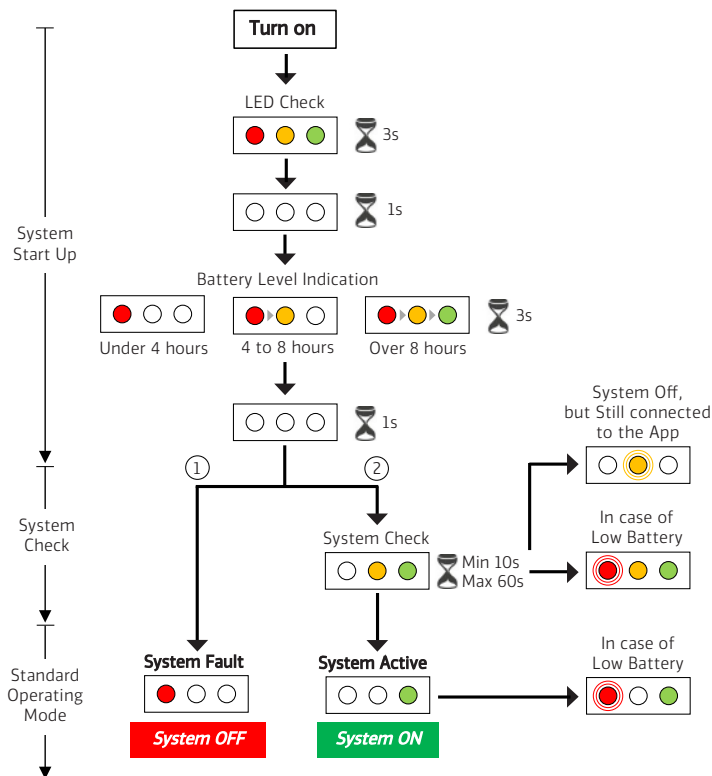 Turn on
LED Check
3s
1s
System
Start Up
Battery Level Indication
3s
Under 4 hours
4 to 8 hours
Over 8 hours
1s
System Off,
but Still connected
to the App
1
2
System
Check
System Check
Min 10s
Max 60s
In case of
Low Battery
Standard
Operating
Mode
System Fault
System OFF
System Active
System ON
In case of
Low Battery